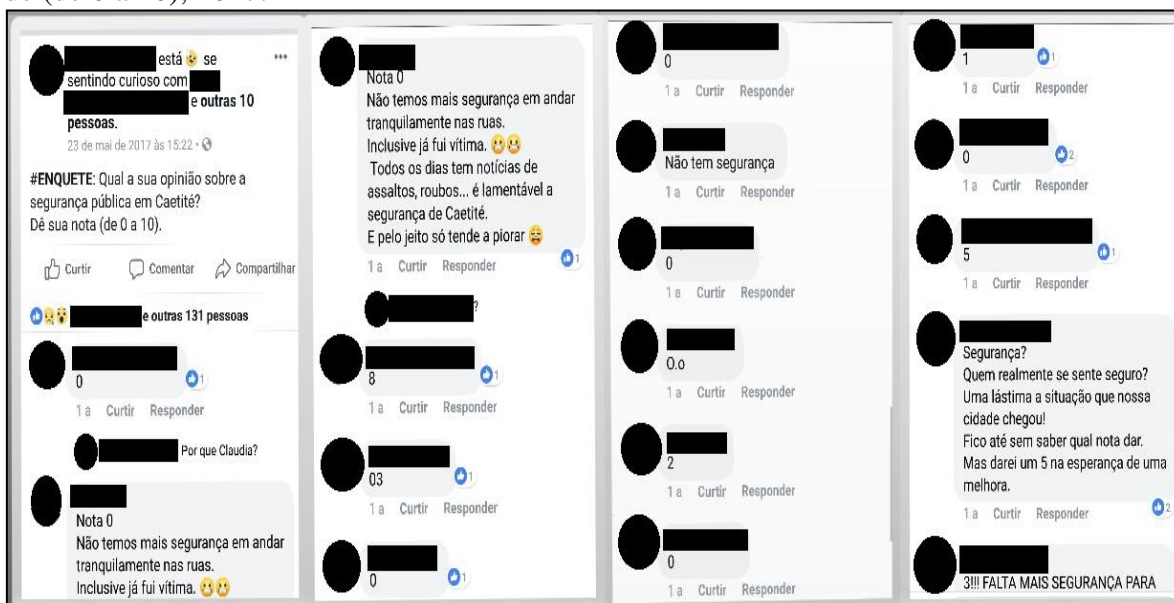 está 🤔 se
sentindo curioso com
e outras 10
pessoas.
23 de mai de 2017 às 15:22 •
#ENQUETE: Qual a sua opinião sobre a
segurança pública em Caetité?
Dê sua nota (de 0 a 10).
Curtir Comentar Compartilhar
e outras 131 pessoas
0
1
1 a Curtir Responder
Por que Claudia?
Nota 0
Não temos mais segurança em andar
tranquilamente nas ruas.
Inclusive já fui vítima. 😬😬
Nota 0
Não temos mais segurança em andar
tranquilamente nas ruas.
Inclusive já fui vítima. 😬😬
Todos os dias tem notícias de
assaltos, roubos... é lamentável a
segurança de Caetité.
E pelo jeito só tende a piorar 😩
1
1 a Curtir Responder
?
8
1
1 a Curtir Responder
03
1
1 a Curtir Responder
0
1
0
1 a Curtir Responder
Não tem segurança
1 a Curtir Responder
0
1 a Curtir Responder
O.o
1 a Curtir Responder
2
1 a Curtir Responder
0
1 a Curtir Responder
1
1
1 a Curtir Responder
0
2
1 a Curtir Responder
5
1
1 a Curtir Responder
Segurança?
Quem realmente se sente seguro?
Uma lástima a situação que nossa
cidade chegou!
Fico até sem saber qual nota dar.
Mas darei um 5 na esperança de uma
melhora.
2
1 a Curtir Responder
3!!! FALTA MAIS SEGURANÇA PARA